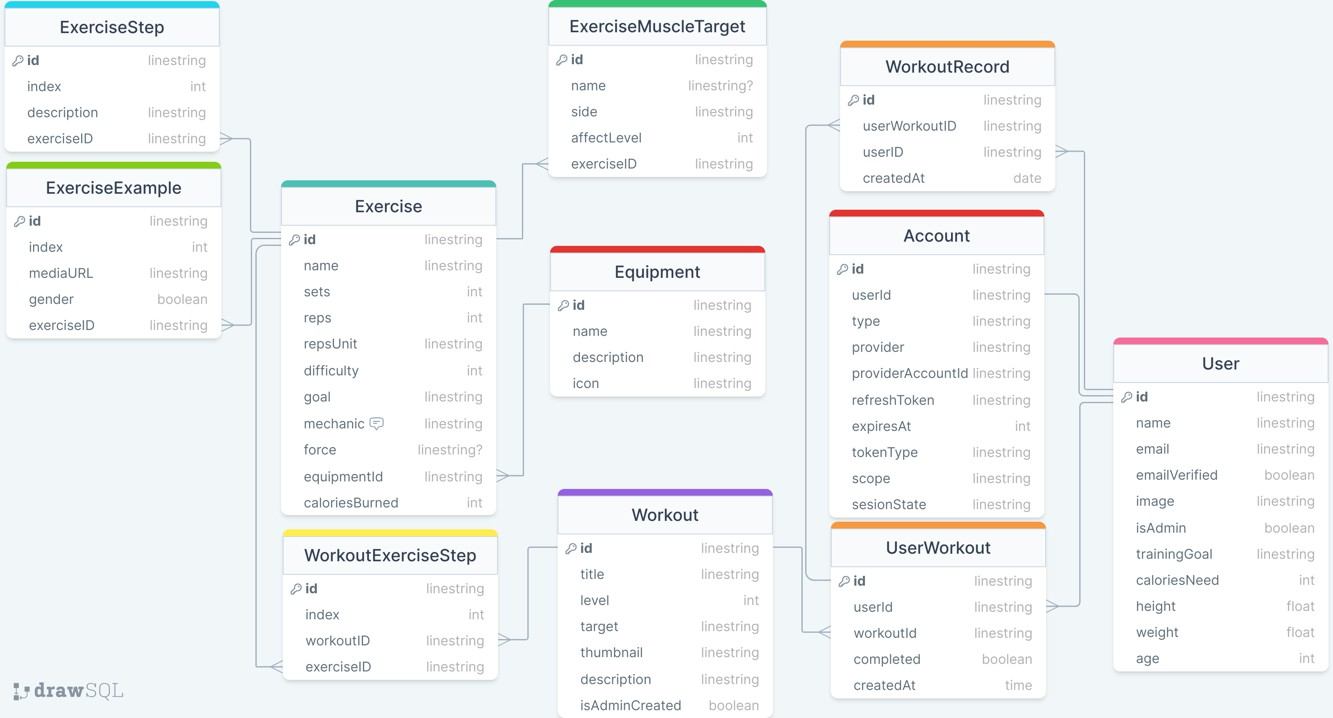 ExerciseStep
id linestring
index int
description linestring
exerciseID linestring
ExerciseExample
id linestring
index int
mediaURL linestring
gender boolean
exerciseID linestring
Exercise
id linestring
name linestring
sets int
reps int
repsUnit linestring
difficulty int
goal linestring
mechanic linestring
force linestring?
equipmentId linestring
caloriesBurned int
WorkoutExerciseStep
id linestring
index int
workoutID linestring
exerciseID linestring
ExerciseMuscleTarget
id linestring
name linestring?
side linestring
affectLevel int
exerciseID linestring
Equipment
id linestring
name linestring
description linestring
icon linestring
Workout
id linestring
title linestring
level int
target linestring
thumbnail linestring
description linestring
isAdminCreated boolean
WorkoutRecord
id linestring
userWorkoutID linestring
userID linestring
createdAt date
Account
id linestring
userId linestring
type linestring
provider linestring
providerAccountId linestring
refreshToken linestring
expiresAt int
tokenType linestring
scope linestring
sesionState linestring
UserWorkout
id linestring
userId linestring
workoutId linestring
completed boolean
createdAt time
User
id linestring
name linestring
email linestring
emailVerified boolean
image linestring
isAdmin boolean
trainingGoal linestring
caloriesNeed int
height float
weight float
age int
drawSQL